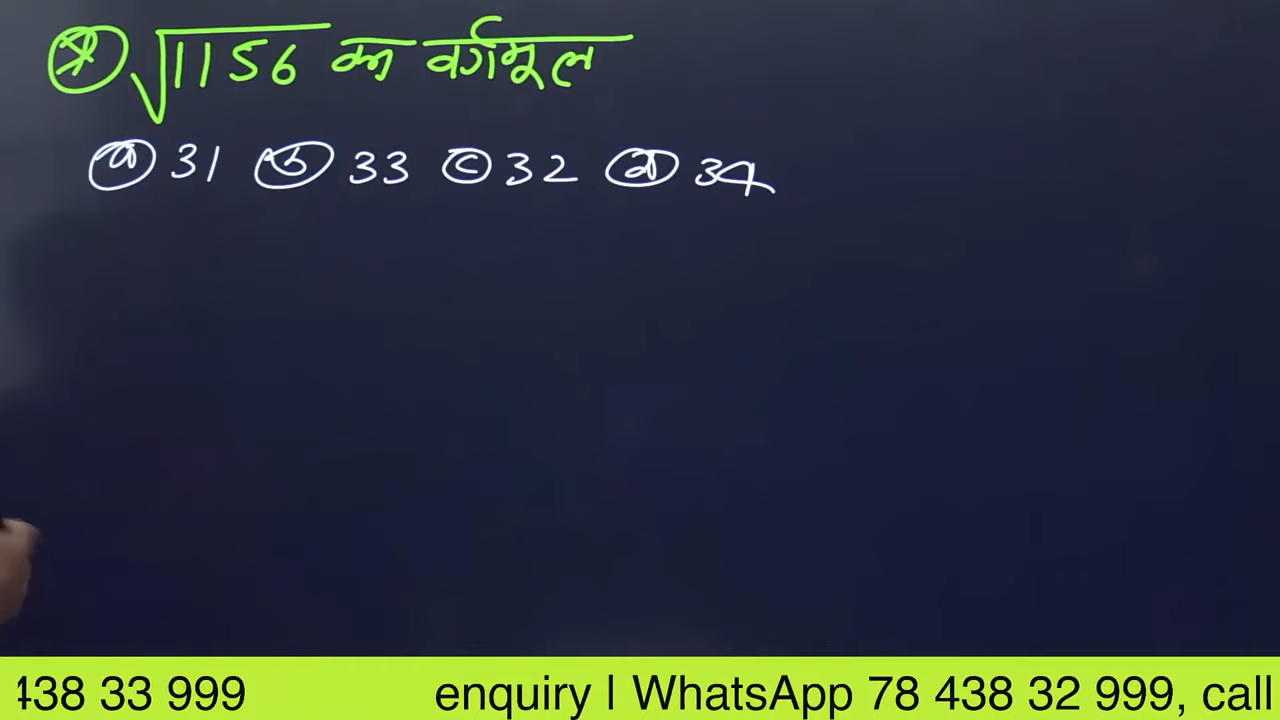 प्र √1156 का वर्गमूल
a 31 b 33 c 32 d 34
438 33 999 enquiry | WhatsApp 78 438 32 999, call